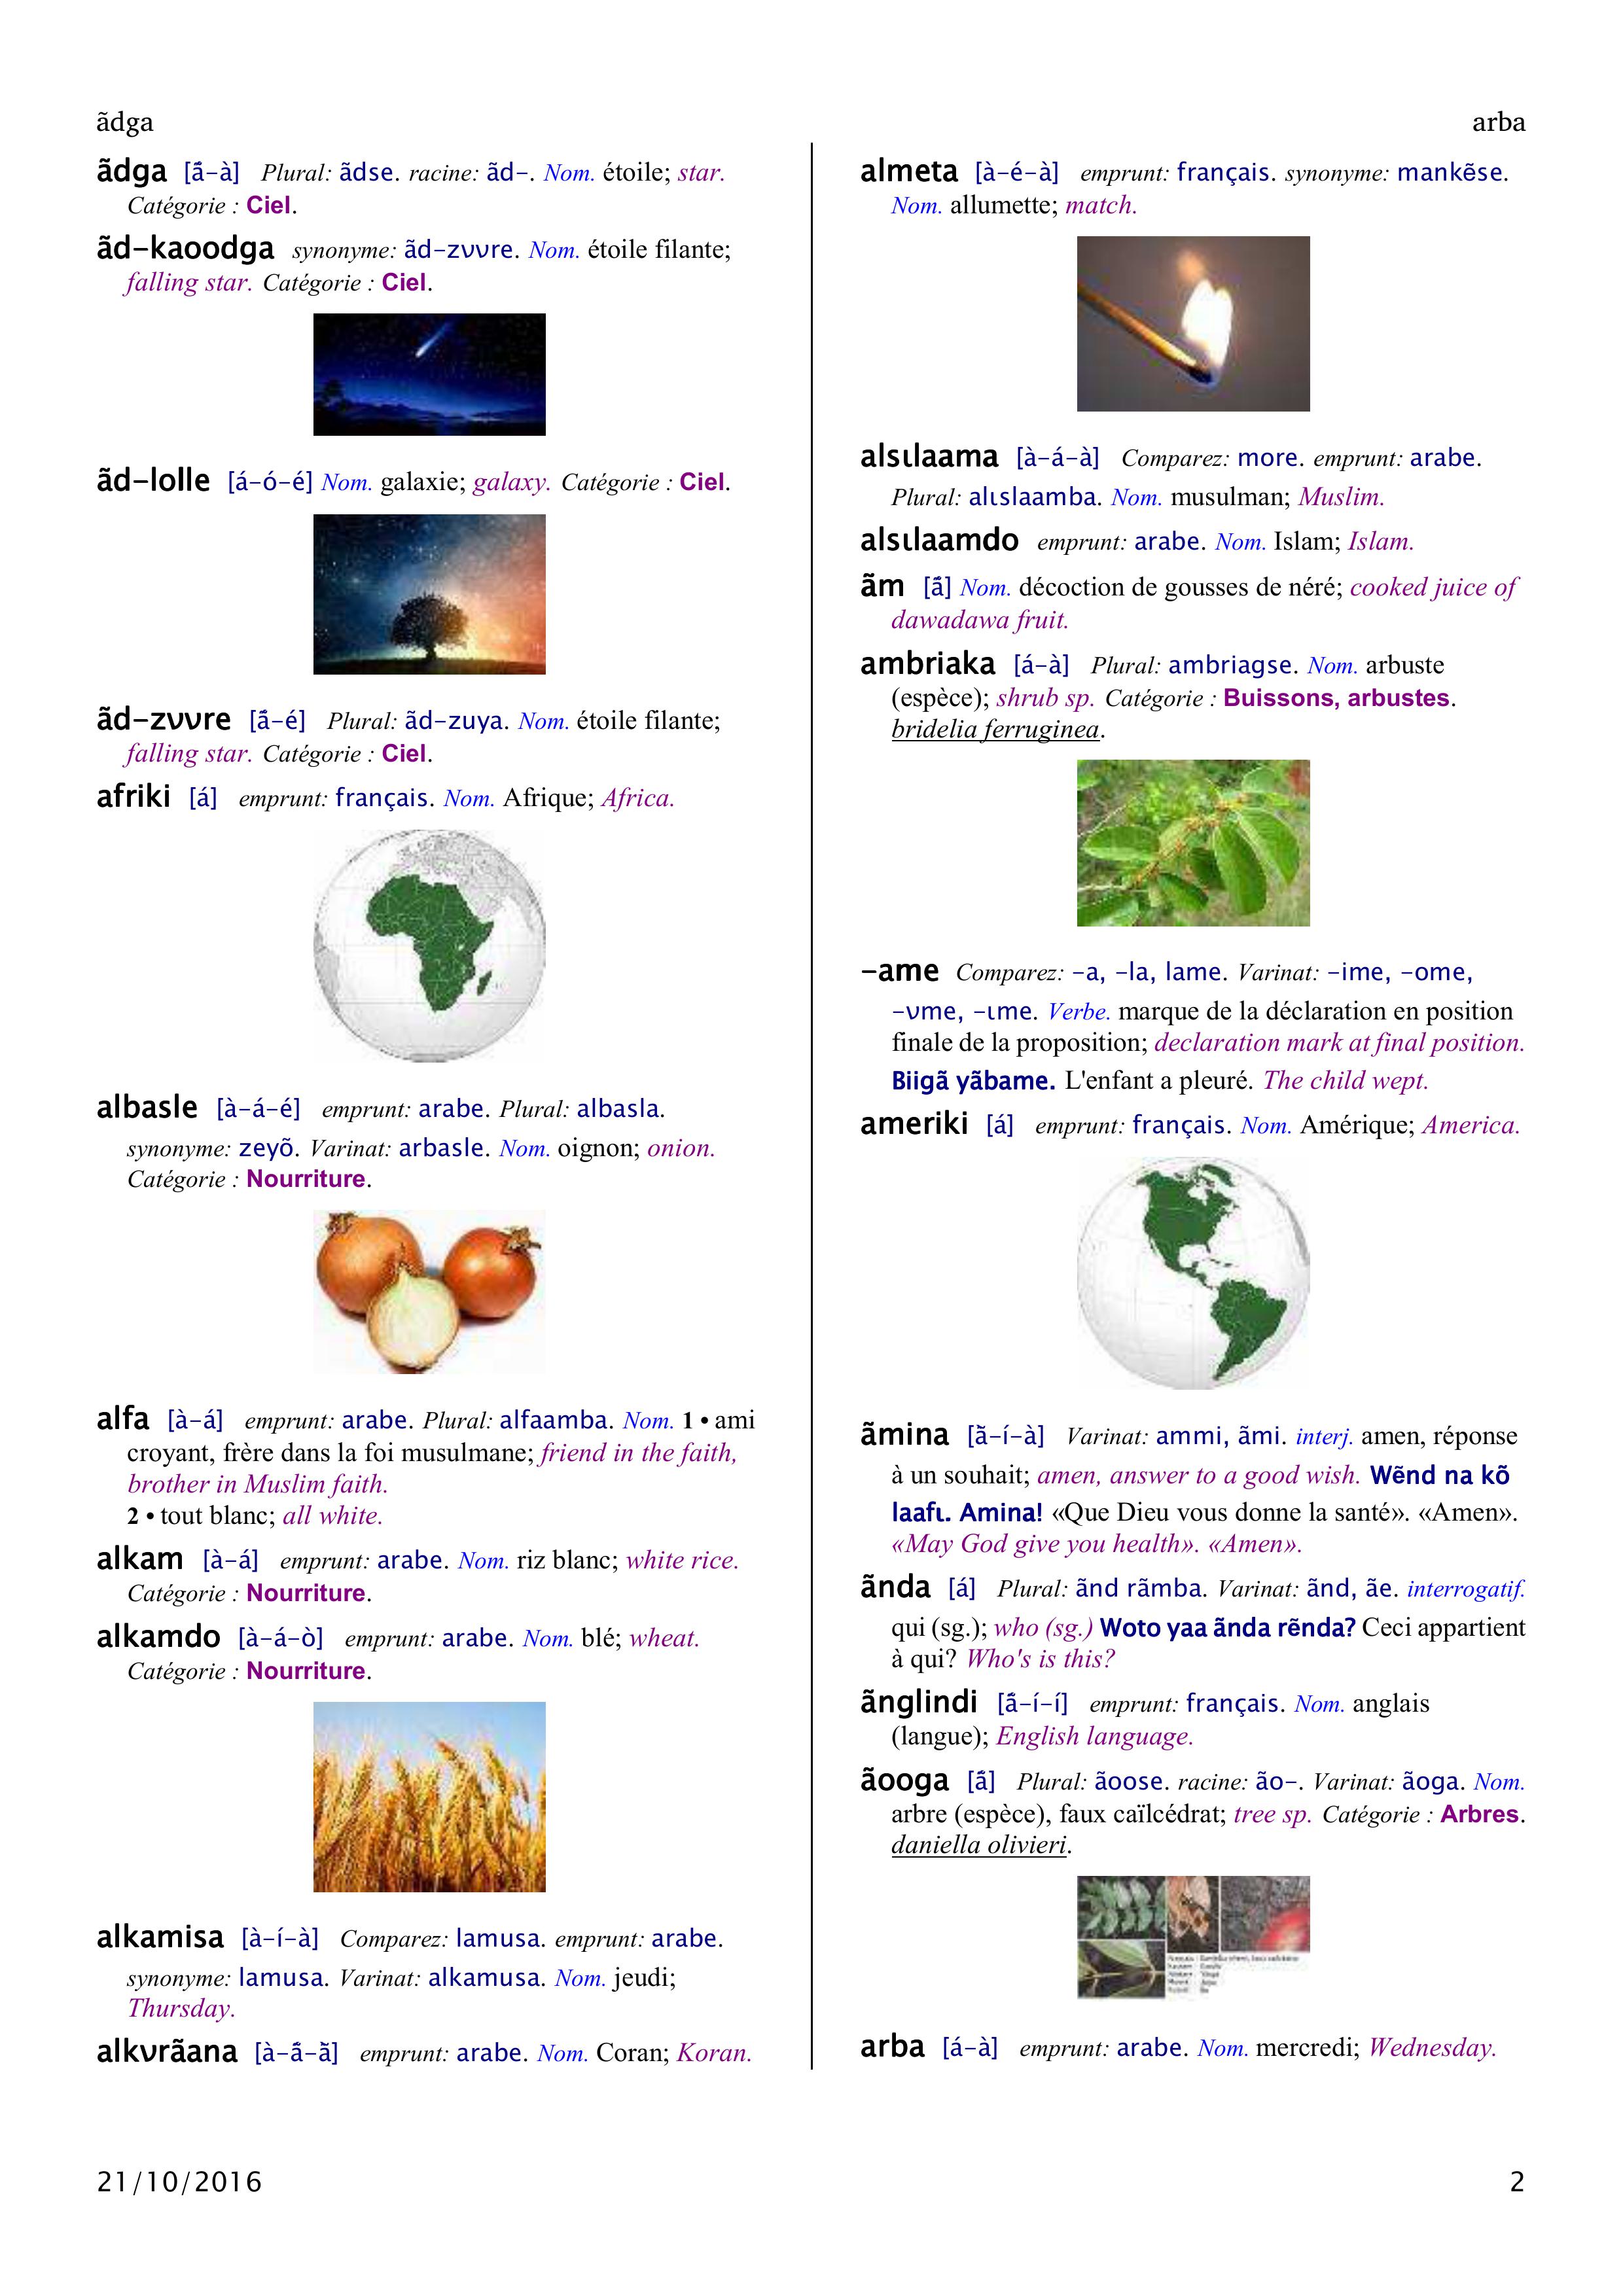 ãdga
arba
ãdga [ã́-à] Plural: ãdse. racine: ãd-. Nom. étoile; star.
Catégorie : Ciel.
ãd-kaoodga synonyme: ãd-zʋʋre. Nom. étoile filante;
falling star. Catégorie : Ciel.
ãd-lolle [á-ó-é] Nom. galaxie; galaxy. Catégorie : Ciel.
ãd-zʋʋre [ã́-é] Plural: ãd-zuya. Nom. étoile filante;
falling star. Catégorie : Ciel.
afriki [á] emprunt: français. Nom. Afrique; Africa.
albasle [à-á-é] emprunt: arabe. Plural: albasla.
synonyme: zeyõ. Varinat: arbasle. Nom. oignon; onion.
Catégorie : Nourriture.
alfa [à-á] emprunt: arabe. Plural: alfaamba. Nom. 1 • ami
croyant, frère dans la foi musulmane; friend in the faith,
brother in Muslim faith.
2 • tout blanc; all white.
alkam [à-á] emprunt: arabe. Nom. riz blanc; white rice.
Catégorie : Nourriture.
alkamdo [à-á-ò] emprunt: arabe. Nom. blé; wheat.
Catégorie : Nourriture.
alkamisa [à-í-à] Comparez: lamusa. emprunt: arabe.
synonyme: lamusa. Varinat: alkamusa. Nom. jeudi;
Thursday.
alkʋrãana [à-ã́-ã̀] emprunt: arabe. Nom. Coran; Koran.
almeta [à-é-à] emprunt: français. synonyme: mankẽse.
Nom. allumette; match.
alsɩlaama [à-á-à] Comparez: more. emprunt: arabe.
Plural: alɩslaamba. Nom. musulman; Muslim.
alsɩlaamdo emprunt: arabe. Nom. Islam; Islam.
ãm [ã́] Nom. décoction de gousses de néré; cooked juice of
dawadawa fruit.
ambriaka [á-à] Plural: ambriagse. Nom. arbuste
(espèce); shrub sp. Catégorie : Buissons, arbustes.
bridelia ferruginea.
-ame Comparez: -a, -la, lame. Varinat: -ime, -ome,
-ʋme, -ɩme. Verbe. marque de la déclaration en position
finale de la proposition; declaration mark at final position.
Biigã yãbame. L'enfant a pleuré. The child wept.
ameriki [á] emprunt: français. Nom. Amérique; America.
ãmina [ã̀-í-à] Varinat: ammi, ãmi. interj. amen, réponse
à un souhait; amen, answer to a good wish. Wẽnd na kõ
laafɩ. Amina! «Que Dieu vous donne la santé». «Amen».
«May God give you health». «Amen».
ãnda [á] Plural: ãnd rãmba. Varinat: ãnd, ãe. interrogatif.
qui (sg.); who (sg.) Woto yaa ãnda rẽnda? Ceci appartient
à qui? Who's is this?
ãnglindi [ã́-í-í] emprunt: français. Nom. anglais
(langue); English language.
ãooga [ã́] Plural: ãoose. racine: ão-. Varinat: ãoga. Nom.
arbre (espèce), faux caïlcédrat; tree sp. Catégorie : Arbres.
daniella olivieri.
arba [á-à] emprunt: arabe. Nom. mercredi; Wednesday.
21/10/2016
2